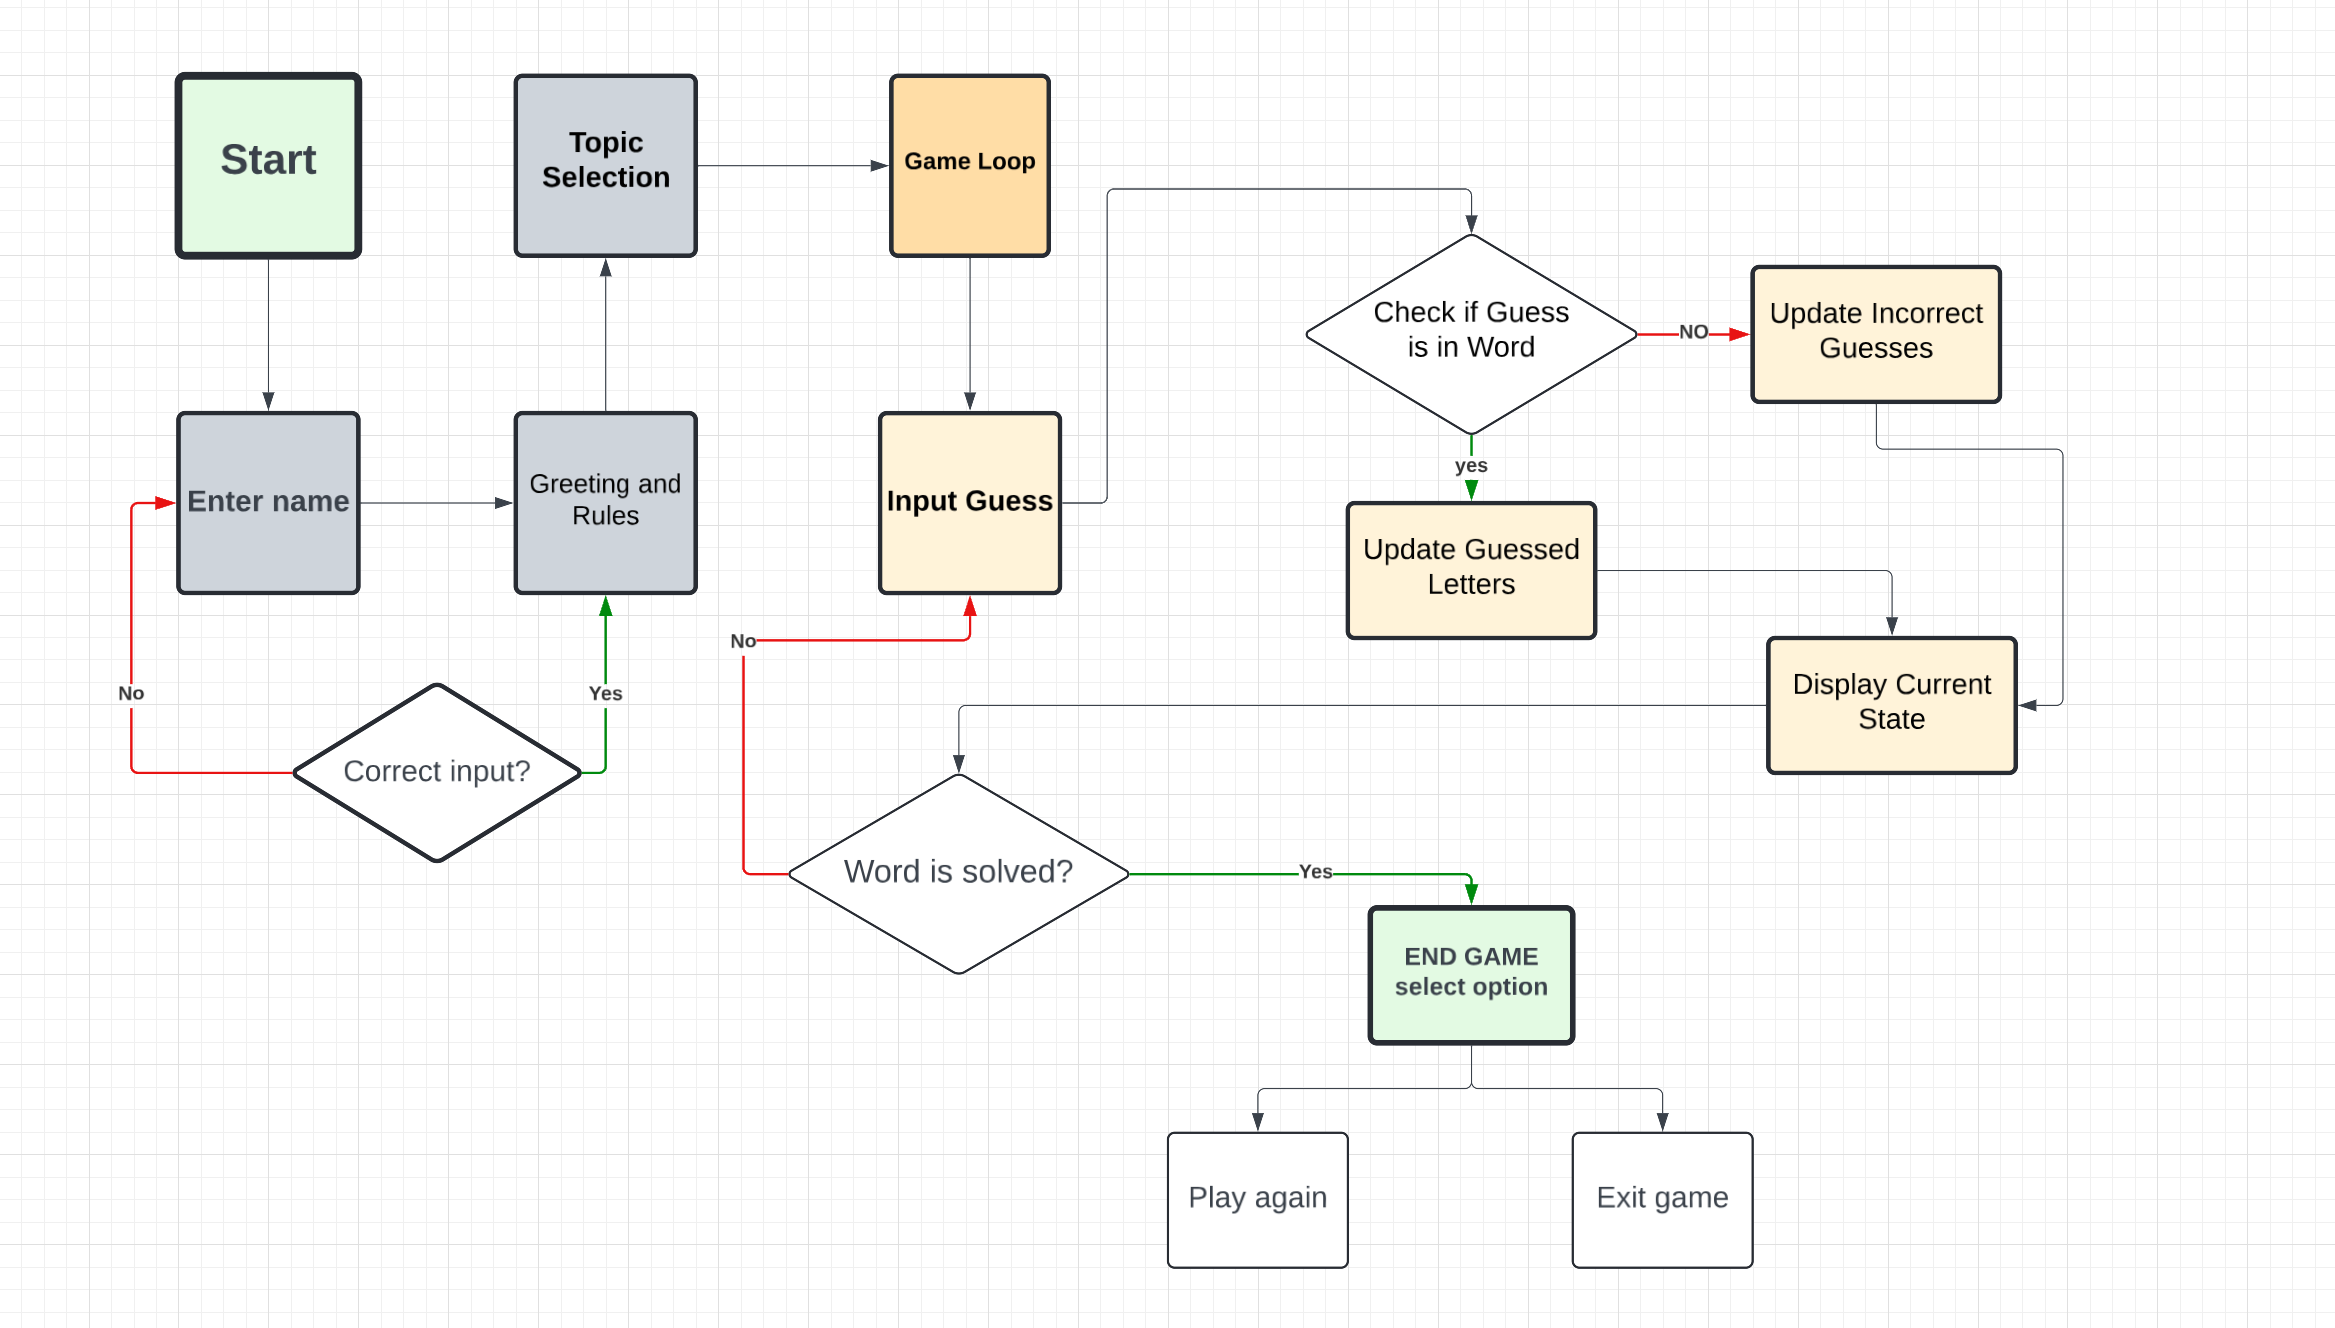 Start
Topic
Selection
Game Loop
Check if Guess
is in Word
NO
Update Incorrect
Guesses
yes
Enter name
Greeting and
Rules
Input Guess
Update Guessed
Letters
No
Yes
Correct input?
No
Display Current
State
Word is solved?
Yes
END GAME
select option
Play again
Exit game